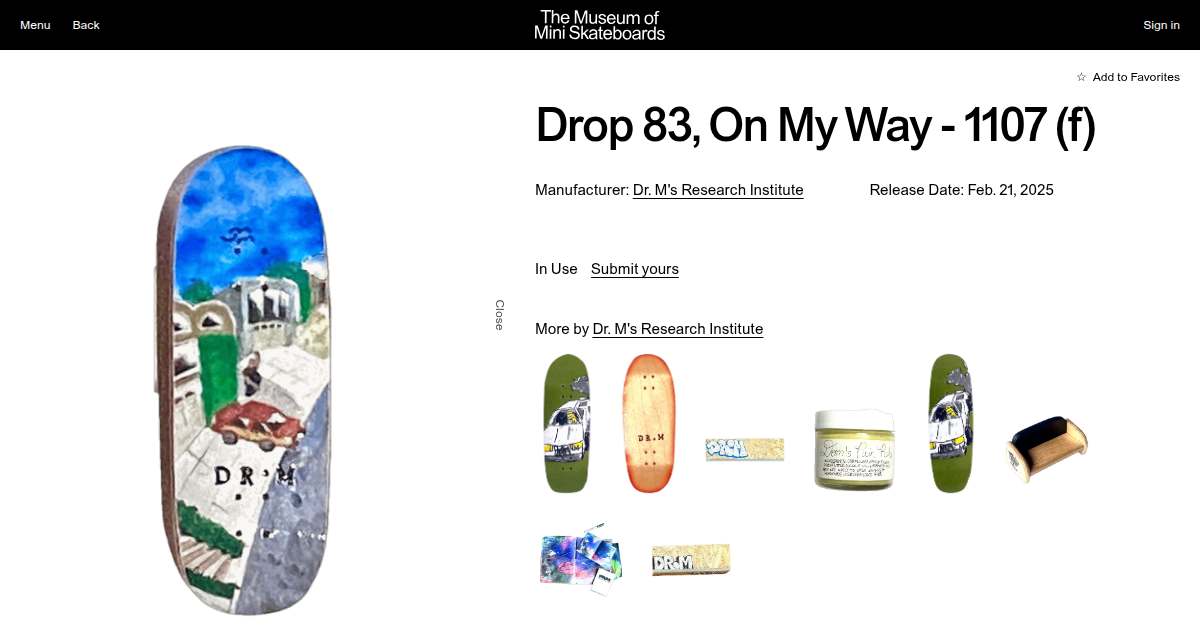 Menu
Back
The Museum of
Mini Skateboards
Sign in
☆ Add to Favorites
Drop 83, On My Way - 1107 (f)
Manufacturer: Dr. M's Research Institute
Release Date: Feb. 21, 2025
In Use
Submit yours
Close
More by Dr. M's Research Institute
DR.M
DR.M
DR.M